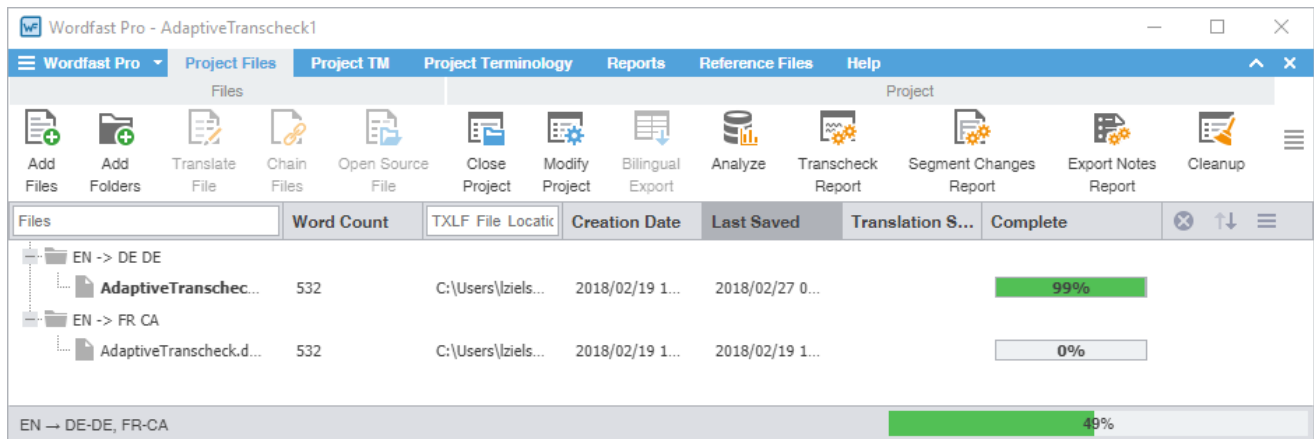 Wordfast Pro - AdaptiveTranscheck1
Wordfast Pro Project Files Project TM Project Terminology Reports Reference Files Help
Files Project
Add Files Add Folders Translate File Chain Files Open Source File Close Project Modify Project Bilingual Export Analyze Transcheck Report Segment Changes Report Export Notes Report Cleanup
Files Word Count TXLF File Locatic Creation Date Last Saved Translation S... Complete
EN -> DE DE
AdaptiveTranschec... 532 C:\Users\lziels... 2018/02/19 1... 2018/02/27 0... 99%
EN -> FR CA
AdaptiveTranscheck.d... 532 C:\Users\lziels... 2018/02/19 1... 2018/02/19 1... 0%
EN → DE-DE, FR-CA 49%